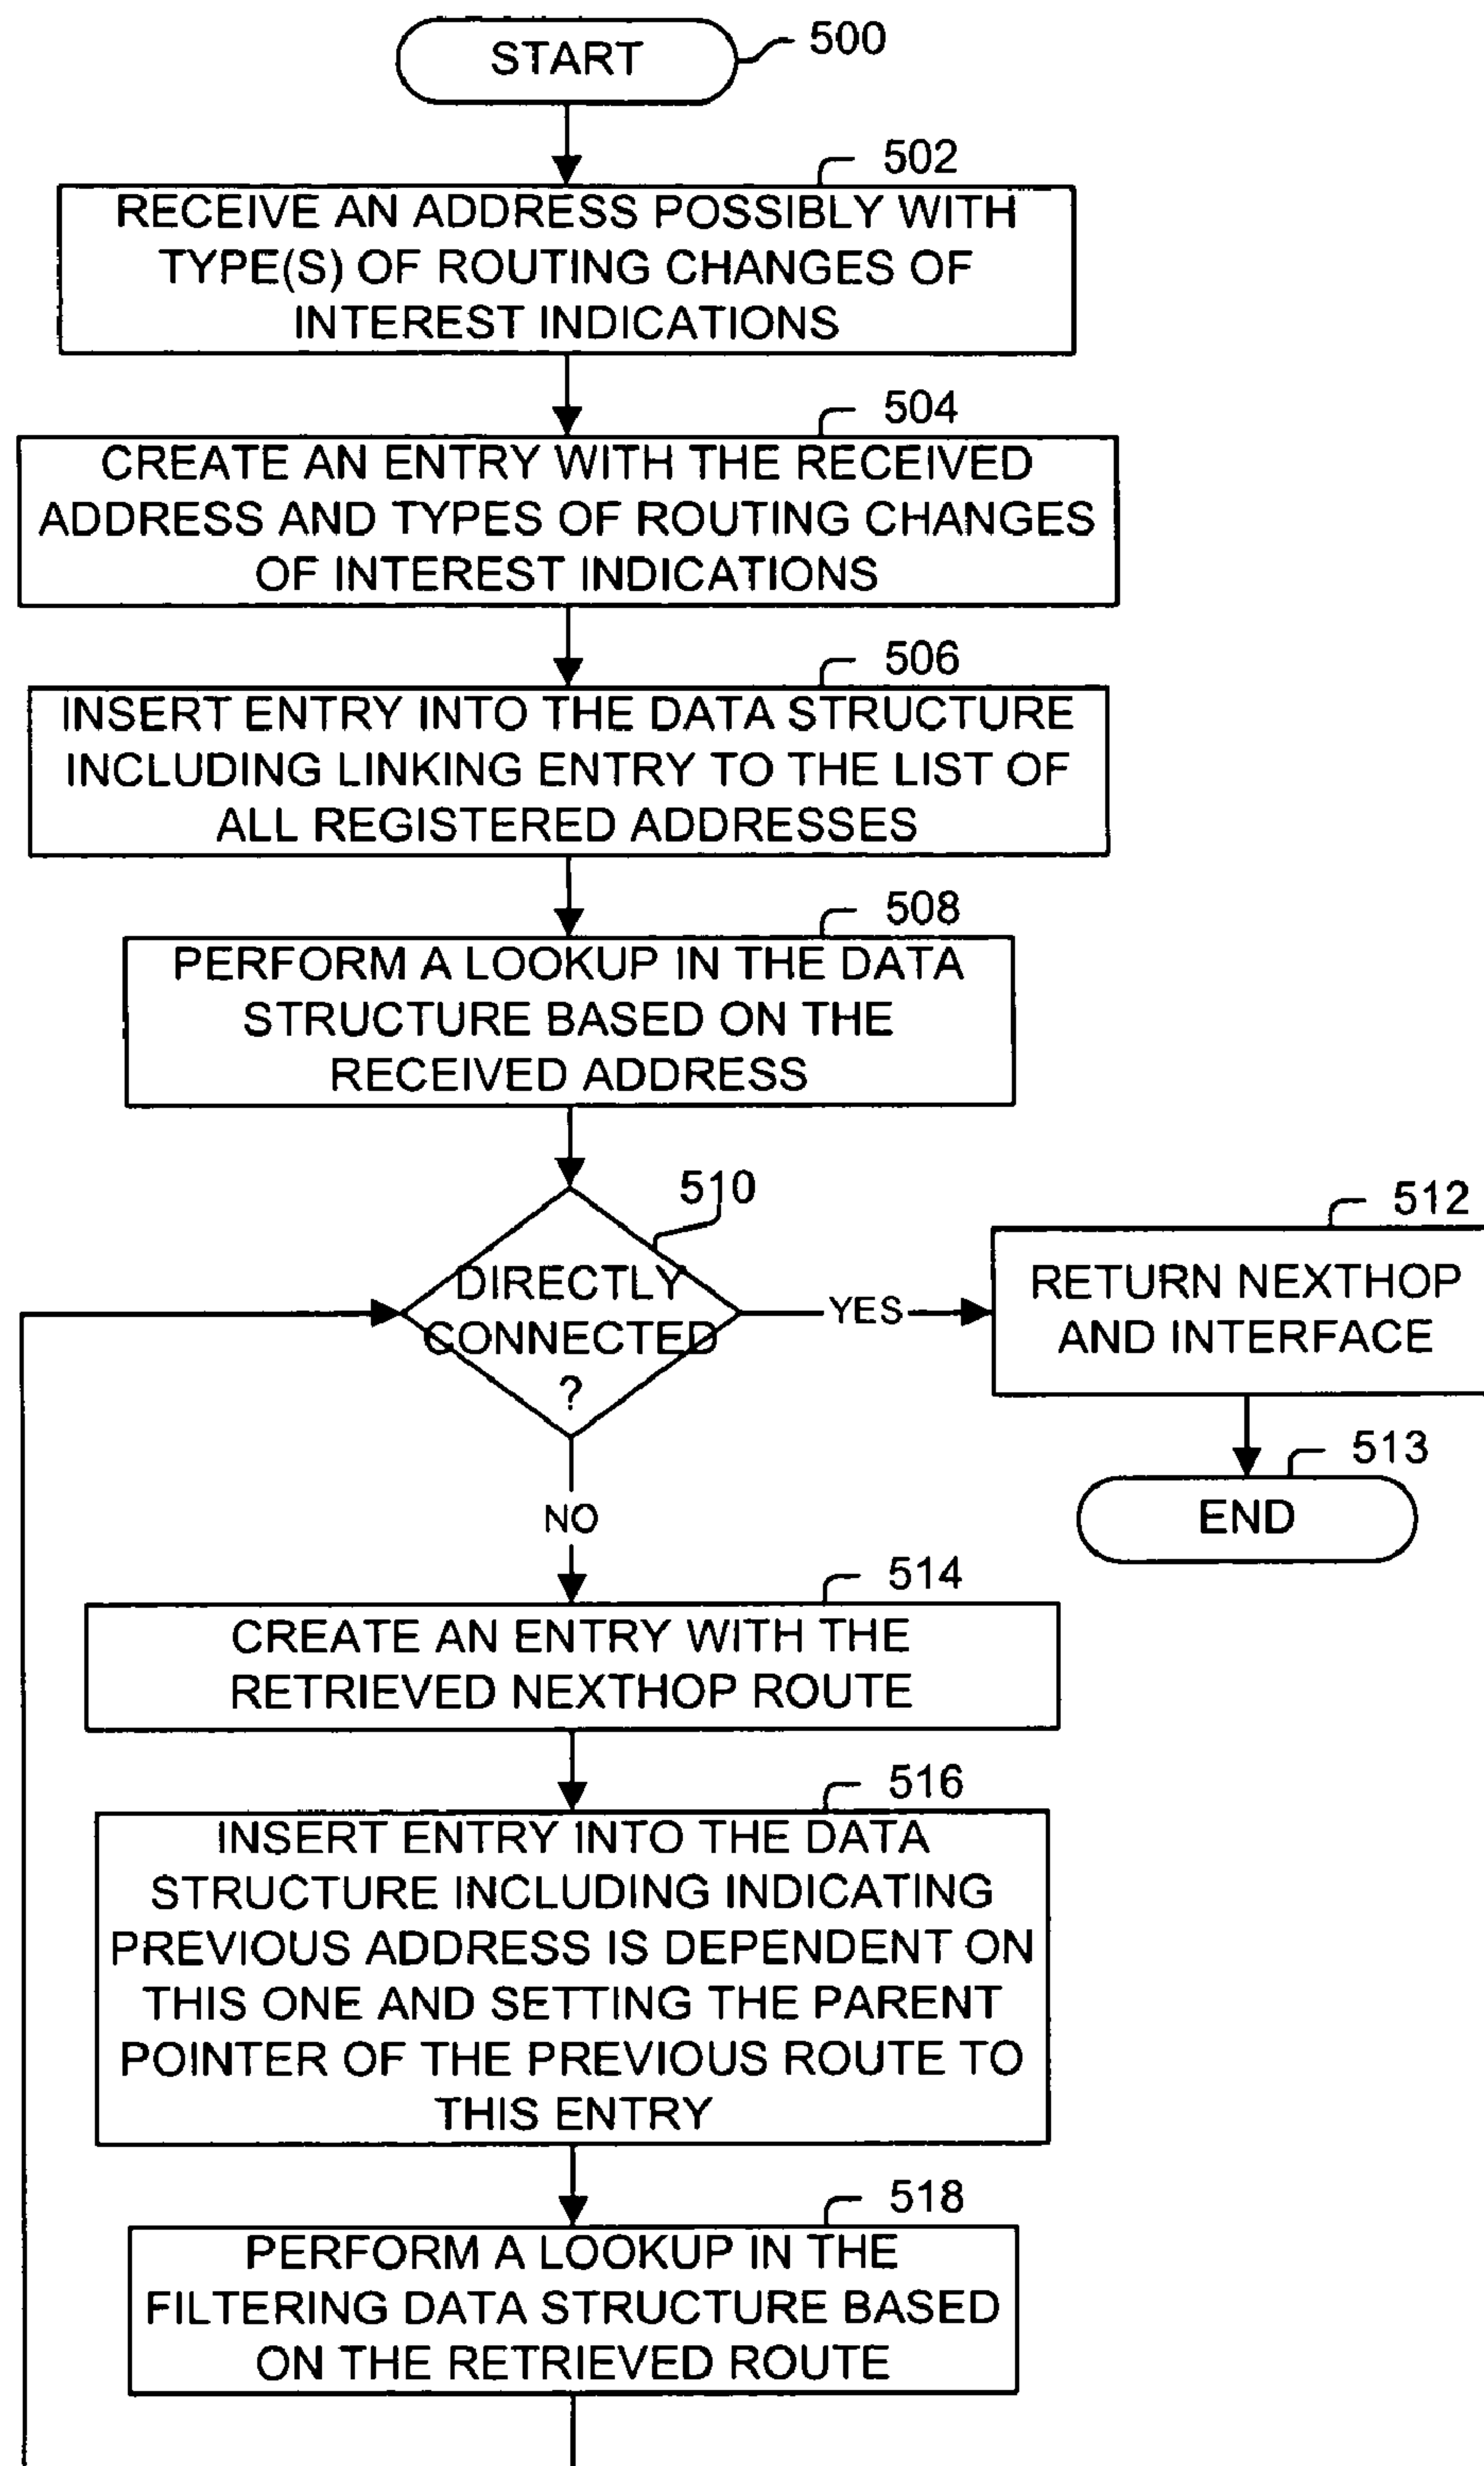 START
500
502
RECEIVE AN ADDRESS POSSIBLY WITH
TYPE(S) OF ROUTING CHANGES OF
INTEREST INDICATIONS
504
CREATE AN ENTRY WITH THE RECEIVED
ADDRESS AND TYPES OF ROUTING CHANGES
OF INTEREST INDICATIONS
506
INSERT ENTRY INTO THE DATA STRUCTURE
INCLUDING LINKING ENTRY TO THE LIST OF
ALL REGISTERED ADDRESSES
508
PERFORM A LOOKUP IN THE DATA
STRUCTURE BASED ON THE
RECEIVED ADDRESS
510
DIRECTLY
CONNECTED
?
YES
512
RETURN NEXTHOP
AND INTERFACE
513
END
NO
514
CREATE AN ENTRY WITH THE
RETRIEVED NEXTHOP ROUTE
516
INSERT ENTRY INTO THE DATA
STRUCTURE INCLUDING INDICATING
PREVIOUS ADDRESS IS DEPENDENT ON
THIS ONE AND SETTING THE PARENT
POINTER OF THE PREVIOUS ROUTE TO
THIS ENTRY
518
PERFORM A LOOKUP IN THE
FILTERING DATA STRUCTURE BASED
ON THE RETRIEVED ROUTE